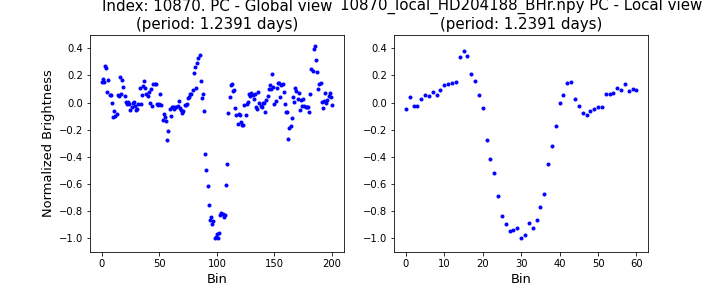 Index: 10870. PC - Global view
(period: 1.2391 days)
10870_local_HD204188_BHr.npy PC - Local view
(period: 1.2391 days)
Normalized Brightness
0.4
0.2
0.0
−0.2
−0.4
−0.6
−0.8
−1.0
0 50 100 150 200
Bin
0.4
0.2
0.0
−0.2
−0.4
−0.6
−0.8
−1.0
0 10 20 30 40 50 60
Bin